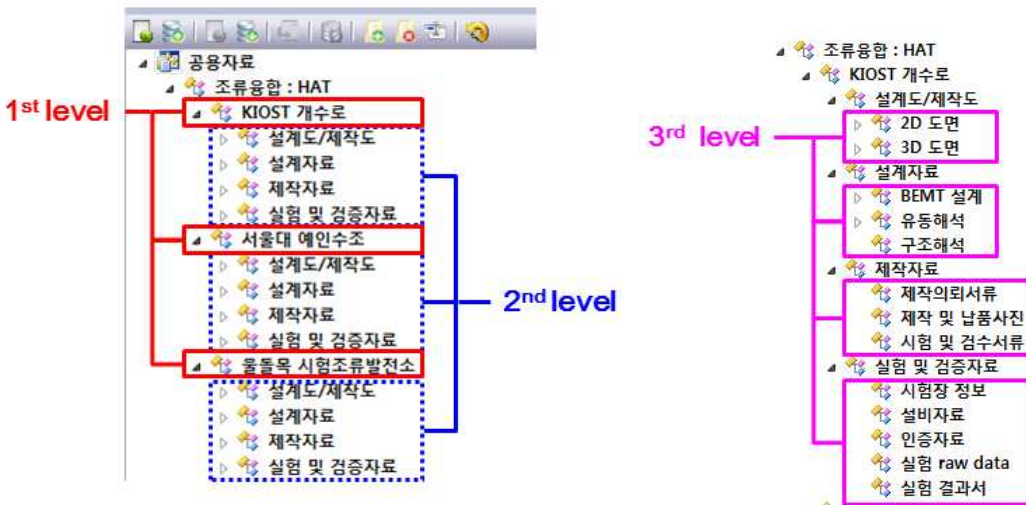 공용자료
조류융합 : HAT
1st level
KIOST 개수로
설계도/제작도
설계자료
제작자료
실험 및 검증자료
서울대 예인수조
설계도/제작도
설계자료
제작자료
실험 및 검증자료
2nd level
울돌목 시험조류발전소
설계도/제작도
설계자료
제작자료
실험 및 검증자료
조류융합 : HAT
KIOST 개수로
설계도/제작도
3rd level
2D 도면
3D 도면
설계자료
BEMT 설계
유동해석
구조해석
제작자료
제작의뢰서류
제작 및 납품사진
시험 및 검수서류
실험 및 검증자료
시험장 정보
설비자료
인증자료
실험 raw data
실험 결과서